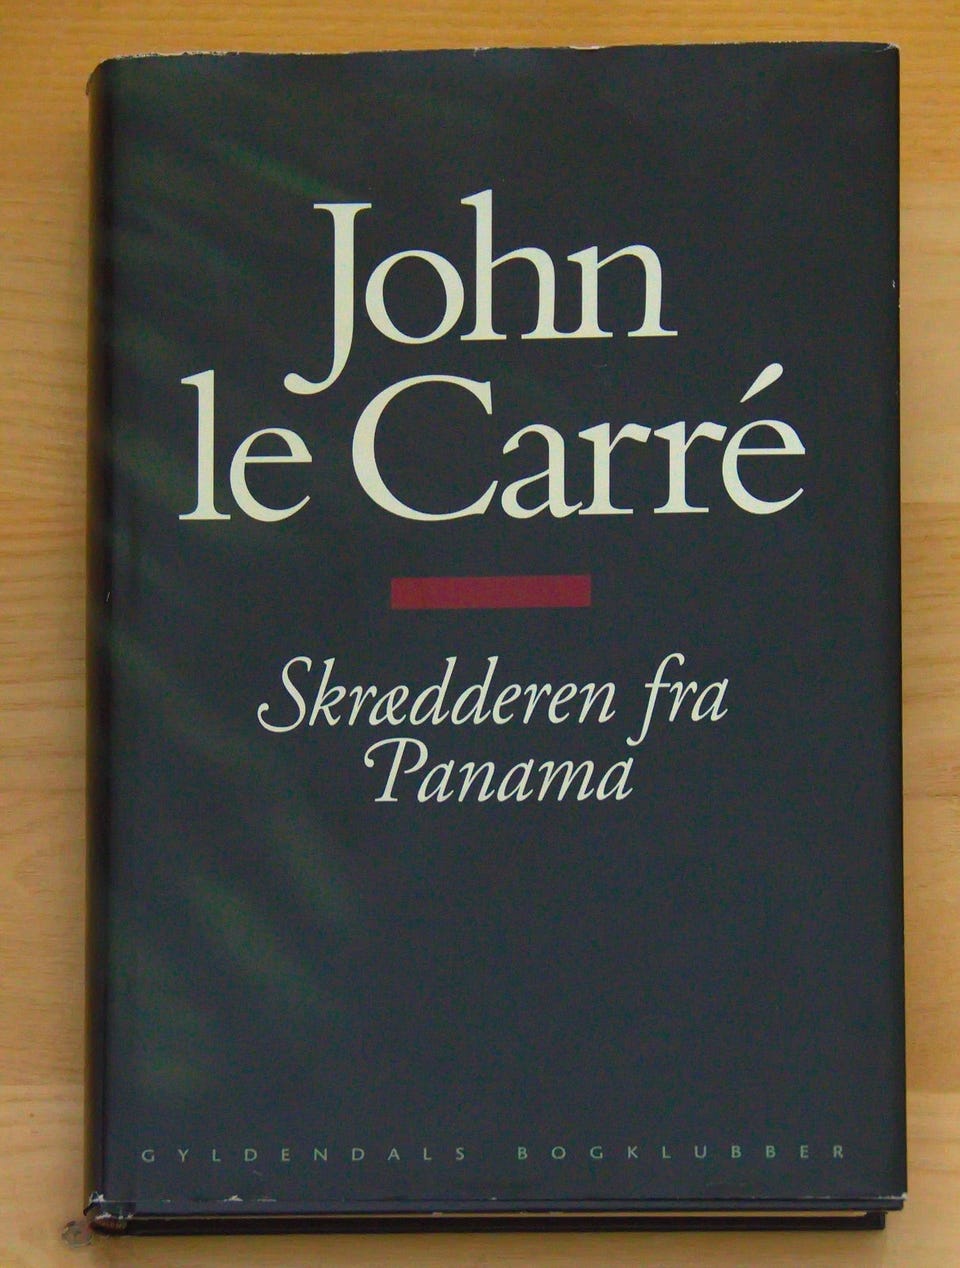 John
le Carré
Skrædderen fra
Panama
GYLDENDALS BOGKLUBBER